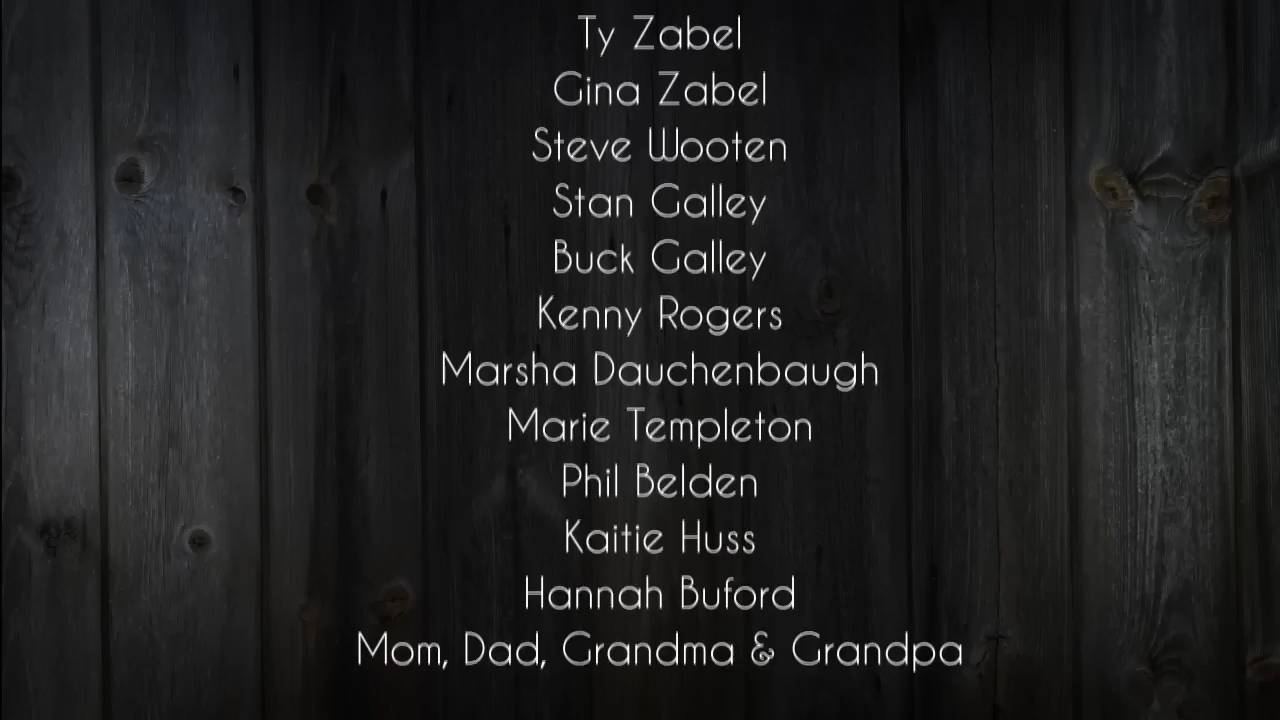 Ty Zabel
Gina Zabel
Steve Wooten
Stan Galley
Buck Galley
Kenny Rogers
Marsha Dauchenbaugh
Marie Templeton
Phil Belden
Kaitie Huss
Hannah Buford
Mom, Dad, Grandma & Grandpa